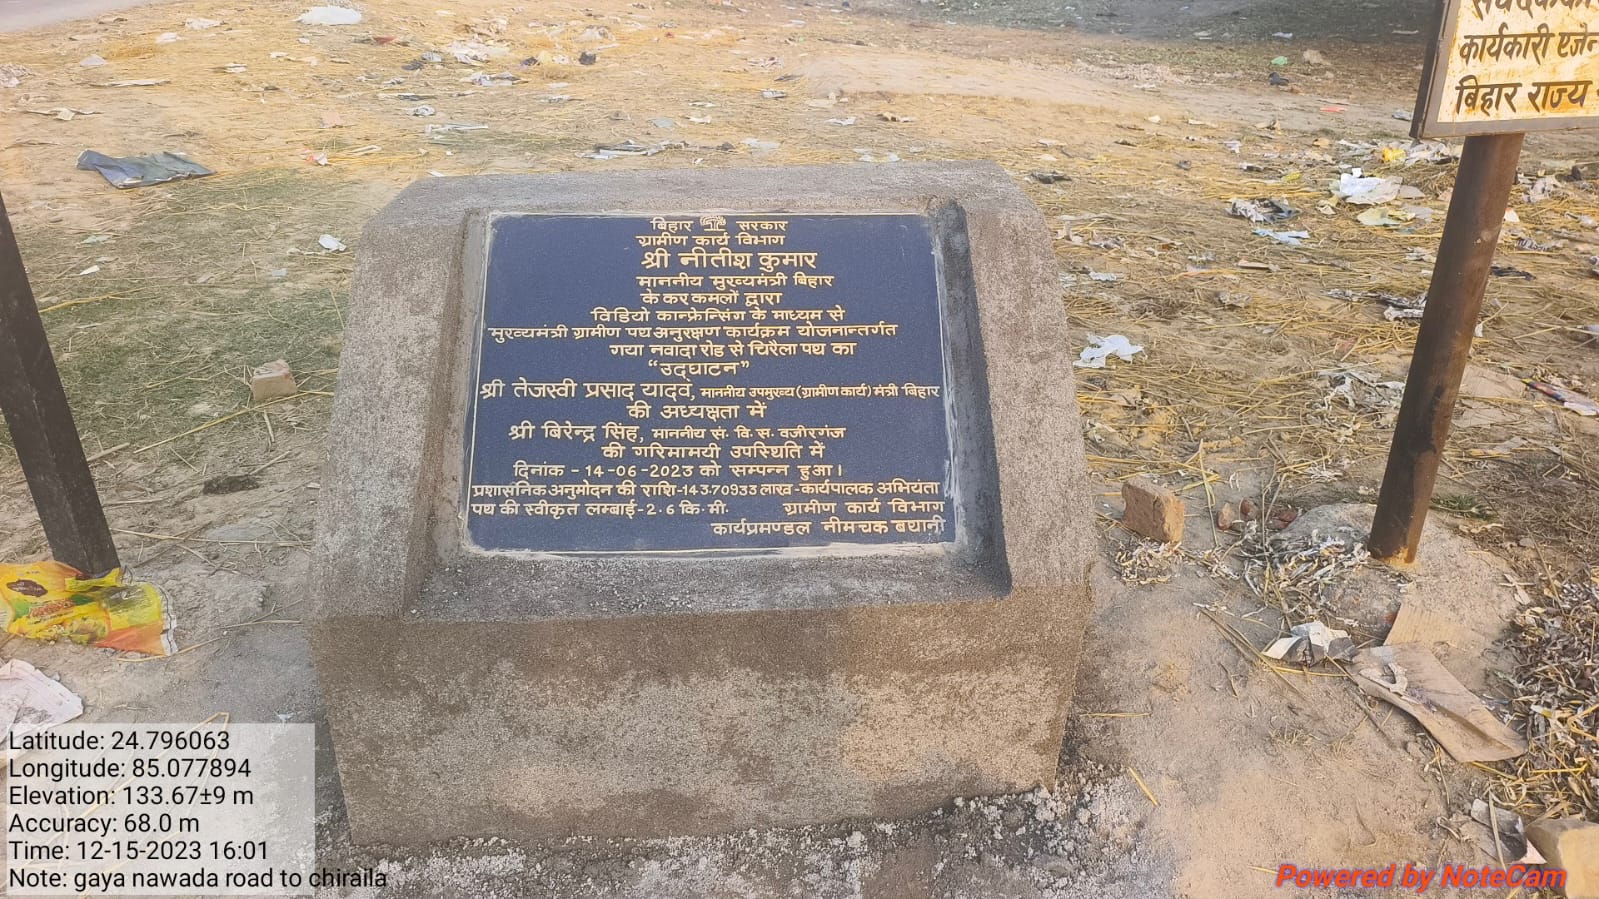 बिहार सरकार
ग्रामीण कार्य विभाग
श्री नीतीश कुमार
माननीय मुख्यमंत्री बिहार
के कर कमलों द्वारा
विडियो कान्फ्रेन्सिंग के माध्यम से
मुख्यमंत्री ग्रामीण पथ अनुरक्षण कार्यक्रम योजनान्तर्गत
गया नवादा रोड से चिरैला पथ का
"उद्घाटन"
श्री तेजस्वी प्रसाद यादव, माननीय उपमुख्य (ग्रामीण कार्य) मंत्री बिहार
की अध्यक्षता में
श्री बिरेन्द्र सिंह, माननीय सं. वि. स. वजीरगंज
की गरिमामयी उपस्थिति में
दिनांक - 14-06-2023 को सम्पन्न हुआ।
प्रशासनिक अनुमोदन की राशि-143.70933 लाख - कार्यपालक अभियंता
पथ की स्वीकृत लम्बाई-2.6 कि.मी. ग्रामीण कार्य विभाग
कार्यप्रमण्डल नीमचक बथानी
कार्यकारी एजे
बिहार राज्य
Latitude: 24.796063
Longitude: 85.077894
Elevation: 133.67±9 m
Accuracy: 68.0 m
Time: 12-15-2023 16:01
Note: gaya nawada road to chiraila
Powered by NoteCam